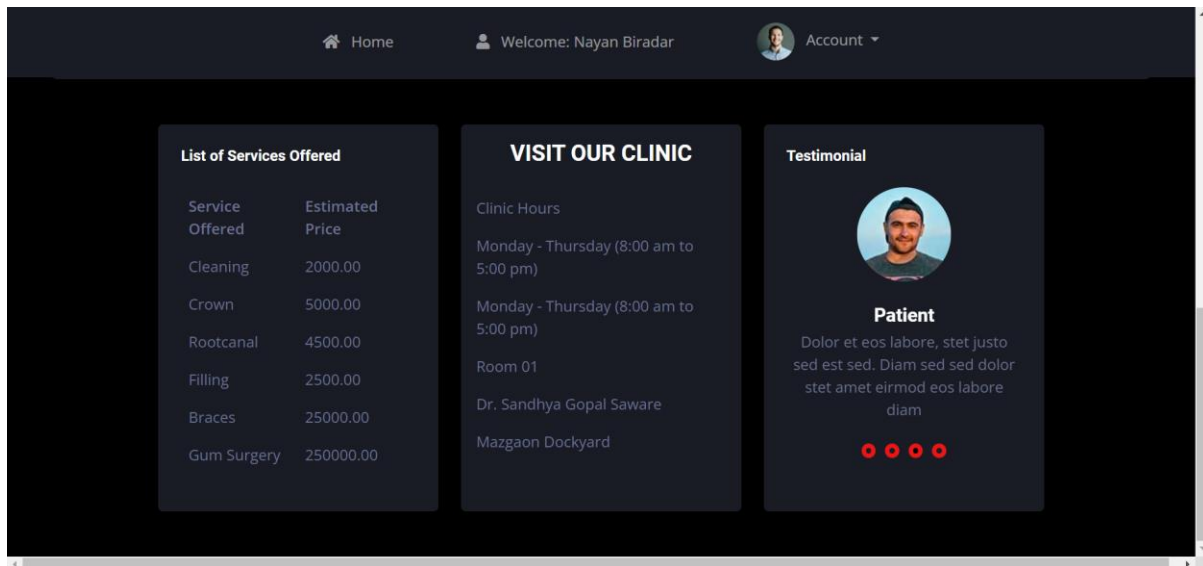 Home
Welcome: Nayan Biradar
Account
List of Services Offered
Service Estimated
Offered Price
Cleaning 2000.00
Crown 5000.00
Rootcanal 4500.00
Filling 2500.00
Braces 25000.00
Gum Surgery 250000.00
VISIT OUR CLINIC
Clinic Hours
Monday - Thursday (8:00 am to
5:00 pm)
Monday - Thursday (8:00 am to
5:00 pm)
Room 01
Dr. Sandhya Gopal Saware
Mazgaon Dockyard
Testimonial
Patient
Dolor et eos labore, stet justo
sed est sed. Diam sed sed dolor
stet amet eirmod eos labore
diam